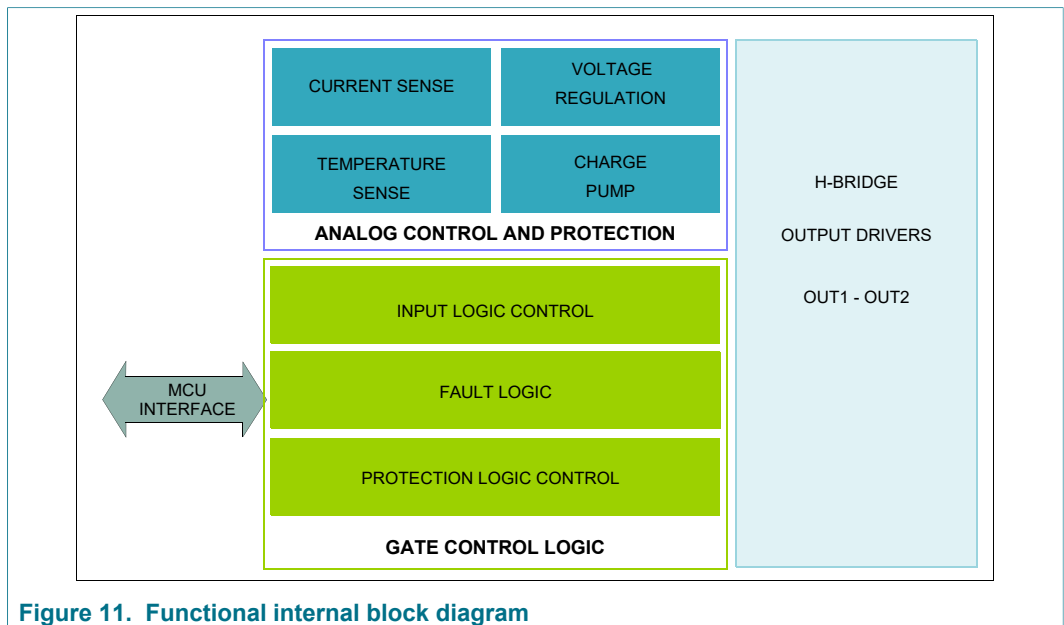 CURRENT SENSE
VOLTAGE
REGULATION
TEMPERATURE
SENSE
CHARGE
PUMP
ANALOG CONTROL AND PROTECTION
INPUT LOGIC CONTROL
FAULT LOGIC
PROTECTION LOGIC CONTROL
GATE CONTROL LOGIC
MCU
INTERFACE
H-BRIDGE
OUTPUT DRIVERS
OUT1 - OUT2
Figure 11. Functional internal block diagram